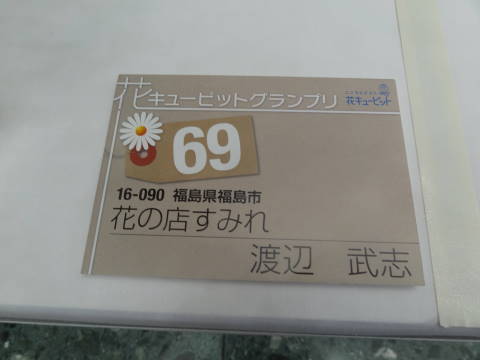 花キューピットグランプリ
花キューピット
69
16-090 福島県福島市
花の店すみれ
渡辺 武志